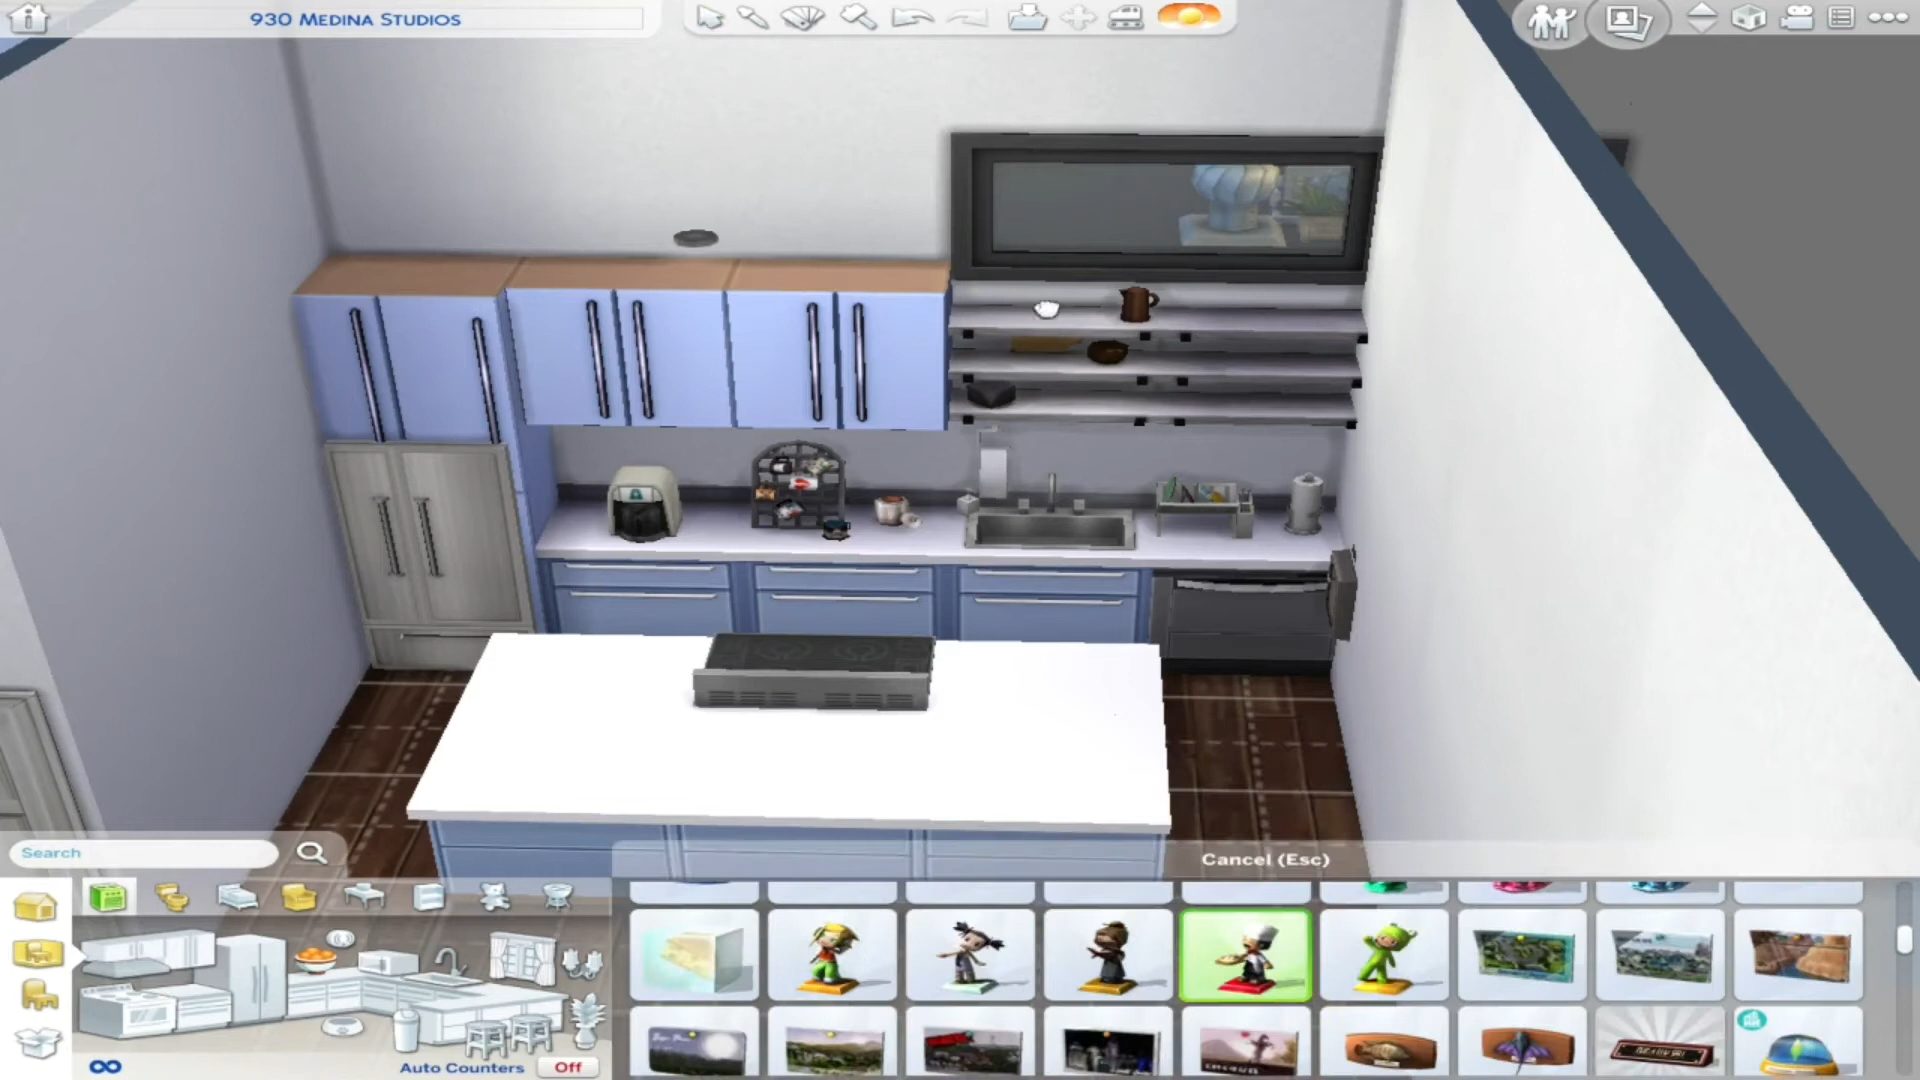 930 MEDINA STUDIOS
Search
Cancel (Esc)
Auto Counters
Off